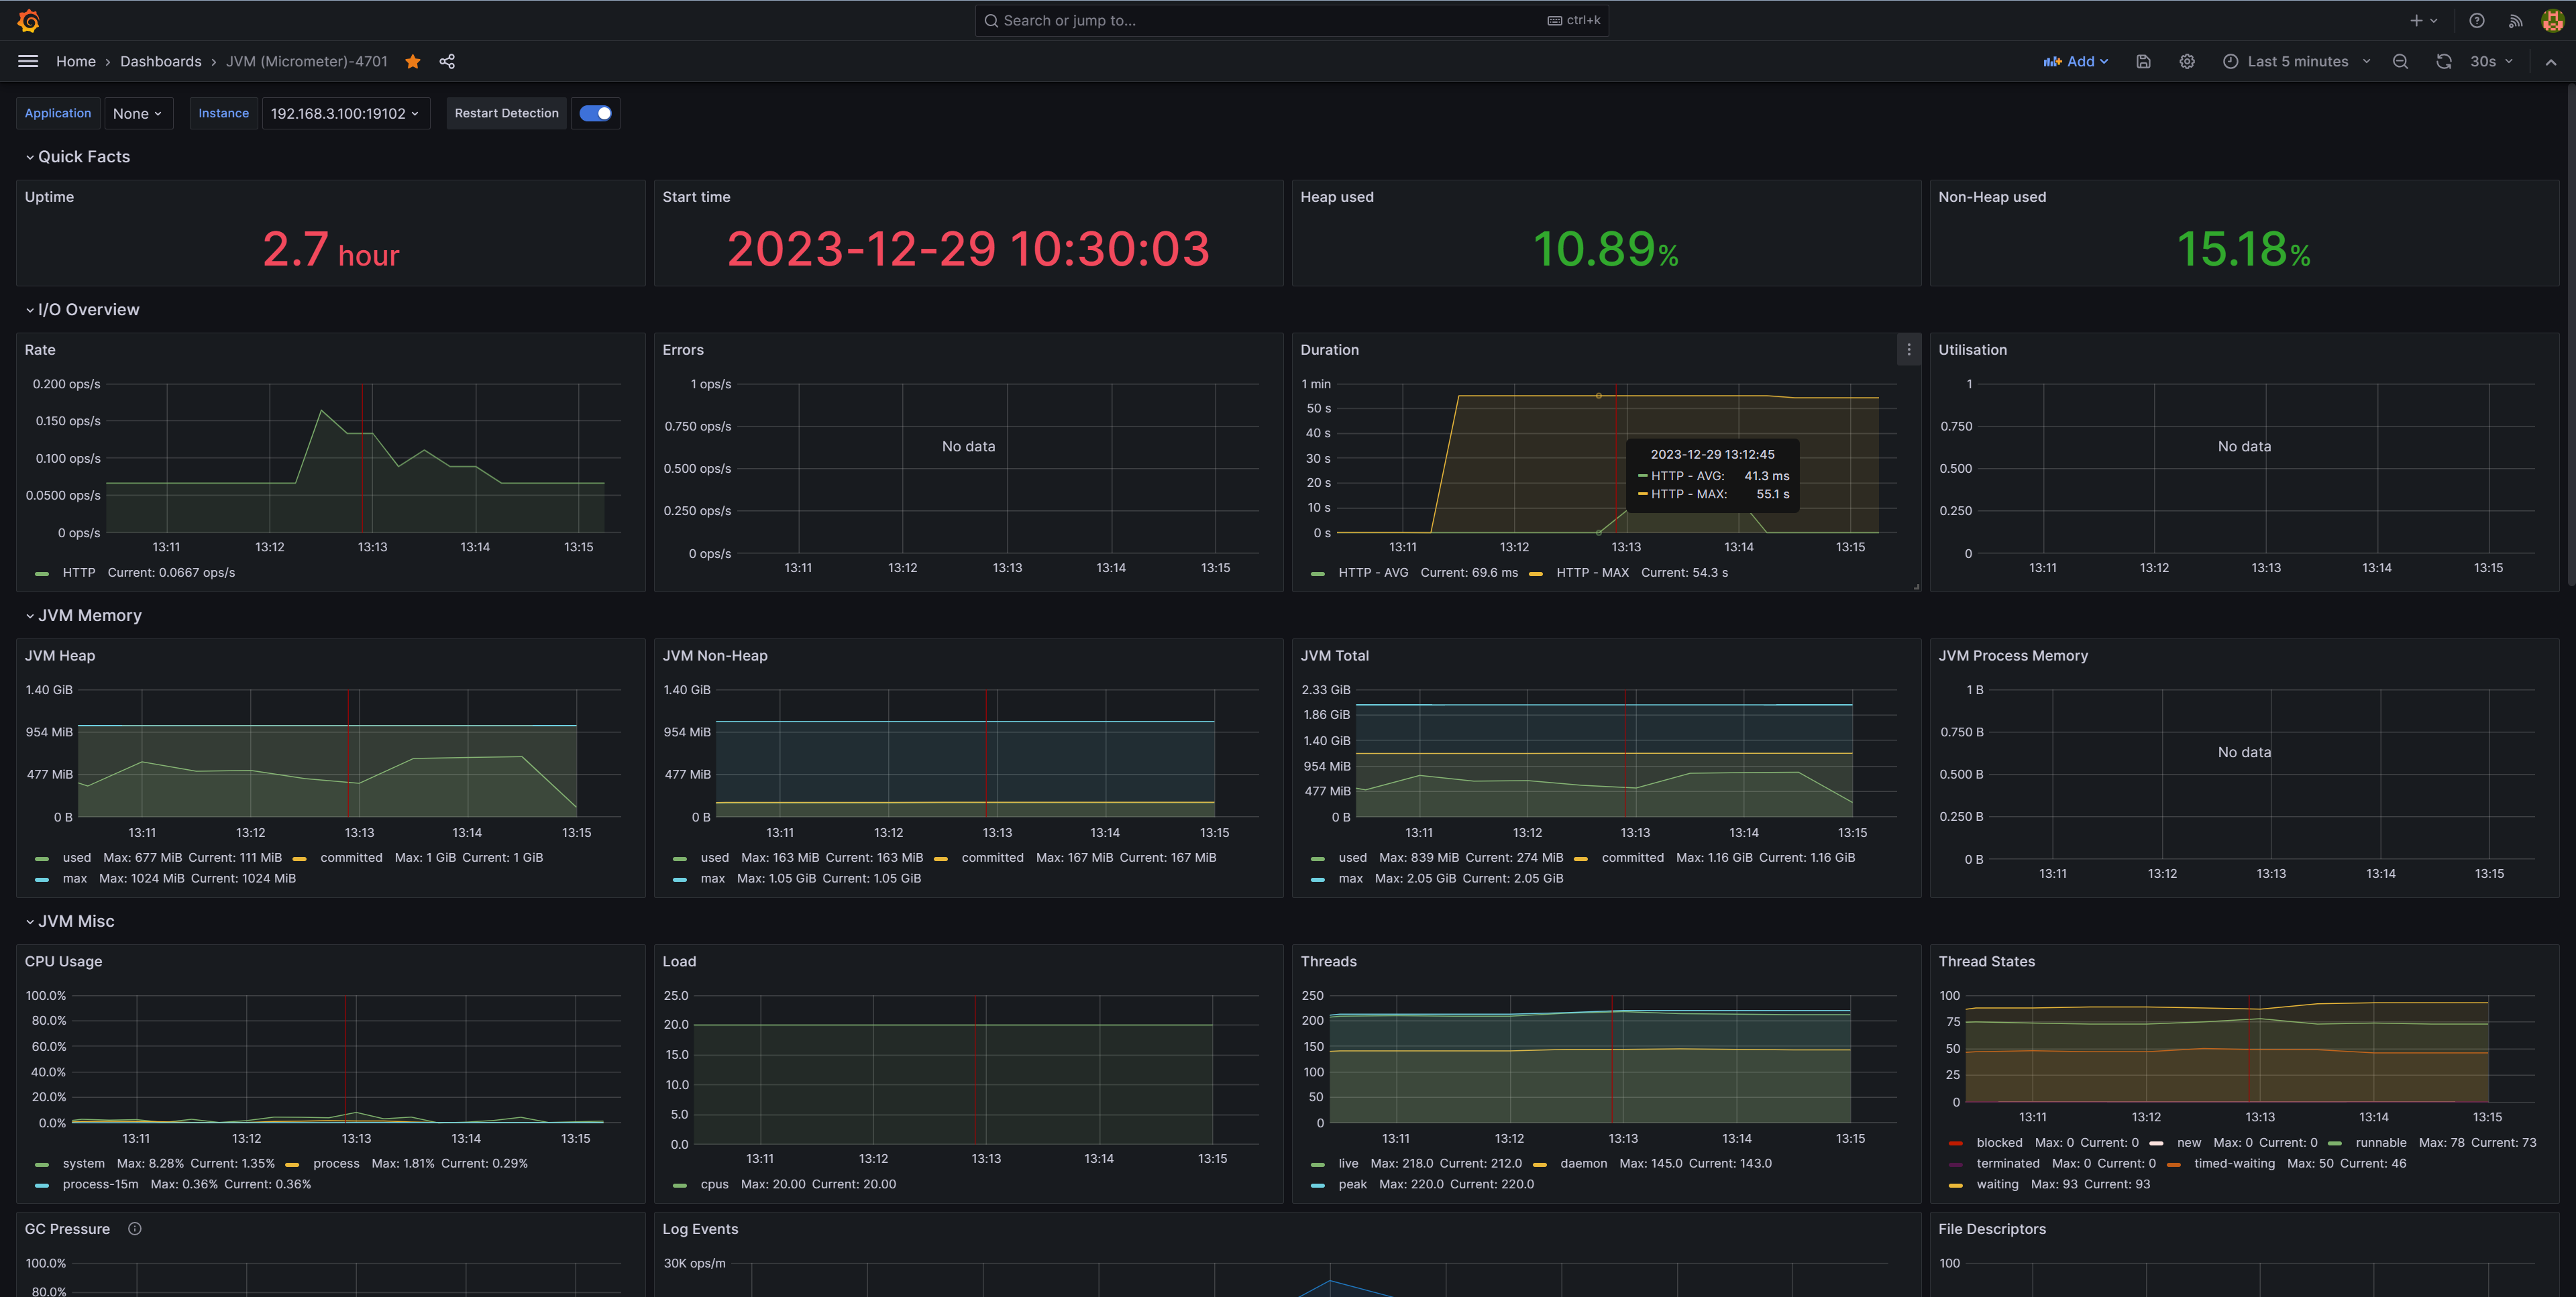 Search or jump to...
ctrl+k
Home › Dashboards › JVM (Micrometer)-4701
Add
Last 5 minutes
30s
Application None Instance 192.168.3.100:19102 Restart Detection
Quick Facts
Uptime
2.7 hour
Start time
2023-12-29 10:30:03
Heap used
10.89%
Non-Heap used
15.18%
I/O Overview
Rate
0.200 ops/s
0.150 ops/s
0.100 ops/s
0.0500 ops/s
0 ops/s
13:11 13:12 13:13 13:14 13:15
HTTP Current: 0.0667 ops/s
Errors
1 ops/s
0.750 ops/s
0.500 ops/s
0.250 ops/s
0 ops/s
No data
13:11 13:12 13:13 13:14 13:15
Duration
1 min
50 s
40 s
30 s
20 s
10 s
0 s
2023-12-29 13:12:45
HTTP - AVG: 41.3 ms
HTTP - MAX: 55.1 s
13:11 13:12 13:13 13:14 13:15
HTTP - AVG Current: 69.6 ms HTTP - MAX Current: 54.3 s
Utilisation
1
0.750
0.500
0.250
0
No data
13:11 13:12 13:13 13:14 13:15
JVM Memory
JVM Heap
1.40 GiB
954 MiB
477 MiB
0 B
13:11 13:12 13:13 13:14 13:15
used Max: 677 MiB Current: 111 MiB committed Max: 1 GiB Current: 1 GiB
max Max: 1024 MiB Current: 1024 MiB
JVM Non-Heap
1.40 GiB
954 MiB
477 MiB
0 B
13:11 13:12 13:13 13:14 13:15
used Max: 163 MiB Current: 163 MiB committed Max: 167 MiB Current: 167 MiB
max Max: 1.05 GiB Current: 1.05 GiB
JVM Total
2.33 GiB
1.86 GiB
1.40 GiB
954 MiB
477 MiB
0 B
13:11 13:12 13:13 13:14 13:15
used Max: 839 MiB Current: 274 MiB committed Max: 1.16 GiB Current: 1.16 GiB
max Max: 2.05 GiB Current: 2.05 GiB
JVM Process Memory
1 B
0.750 B
0.500 B
0.250 B
0 B
No data
13:11 13:12 13:13 13:14 13:15
JVM Misc
CPU Usage
100.0%
80.0%
60.0%
40.0%
20.0%
0.0%
13:11 13:12 13:13 13:14 13:15
system Max: 8.28% Current: 1.35% process Max: 1.81% Current: 0.29%
process-15m Max: 0.36% Current: 0.36%
Load
25.0
20.0
15.0
10.0
5.0
0.0
13:11 13:12 13:13 13:14 13:15
cpus Max: 20.00 Current: 20.00
Threads
250
200
150
100
50
0
13:11 13:12 13:13 13:14 13:15
live Max: 218.0 Current: 212.0 daemon Max: 145.0 Current: 143.0
peak Max: 220.0 Current: 220.0
Thread States
100
75
50
25
0
13:11 13:12 13:13 13:14 13:15
blocked Max: 0 Current: 0 new Max: 0 Current: 0 runnable Max: 78 Current: 73
terminated Max: 0 Current: 0 timed-waiting Max: 50 Current: 46
waiting Max: 93 Current: 93
GC Pressure
100.0%
80.0%
Log Events
30K ops/m
File Descriptors
100